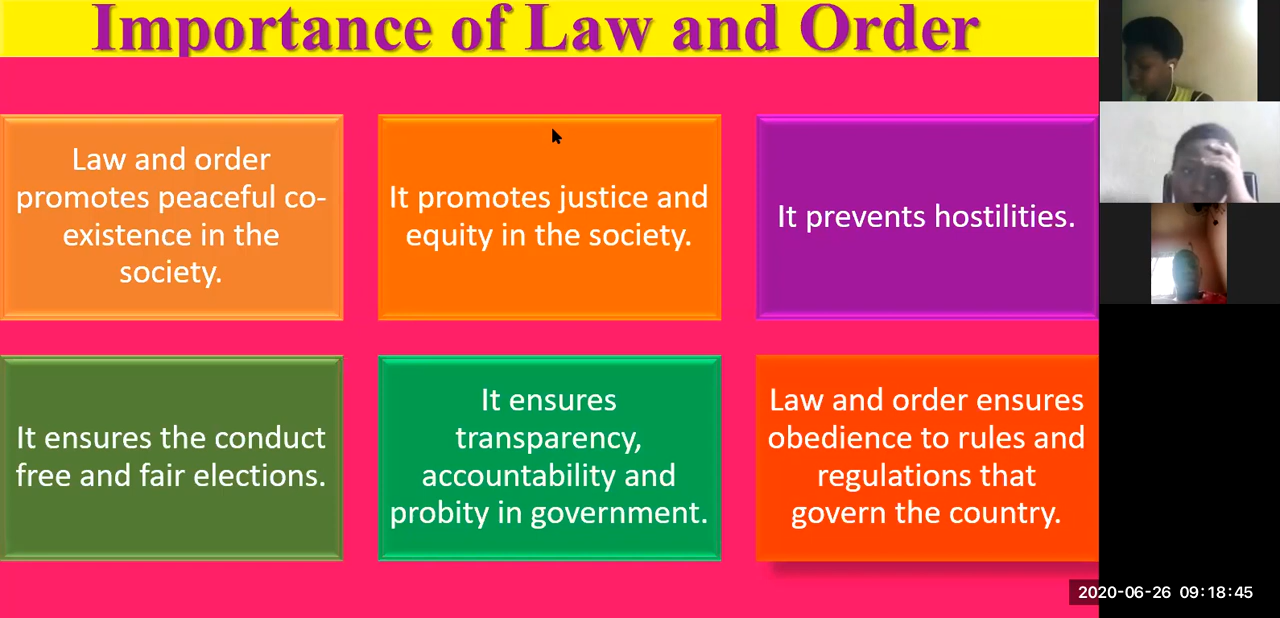 Importance of Law and Order
Law and order
promotes peaceful co-
existence in the
society.
It promotes justice and
equity in the society.
It prevents hostilities.
It ensures the conduct
free and fair elections.
It ensures
transparency,
accountability and
probity in government.
Law and order ensures
obedience to rules and
regulations that
govern the country.
2020-06-26 09:18:45